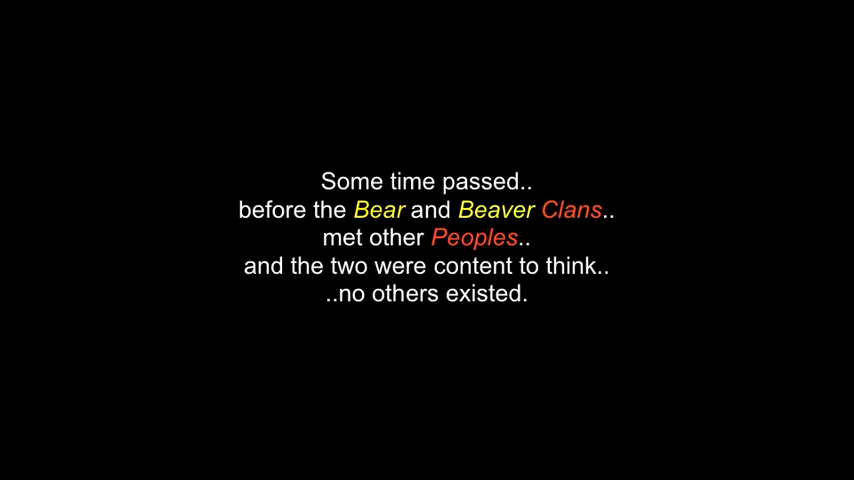 Some time passed..
before the Bear and Beaver Clans..
met other Peoples..
and the two were content to think..
..no others existed.